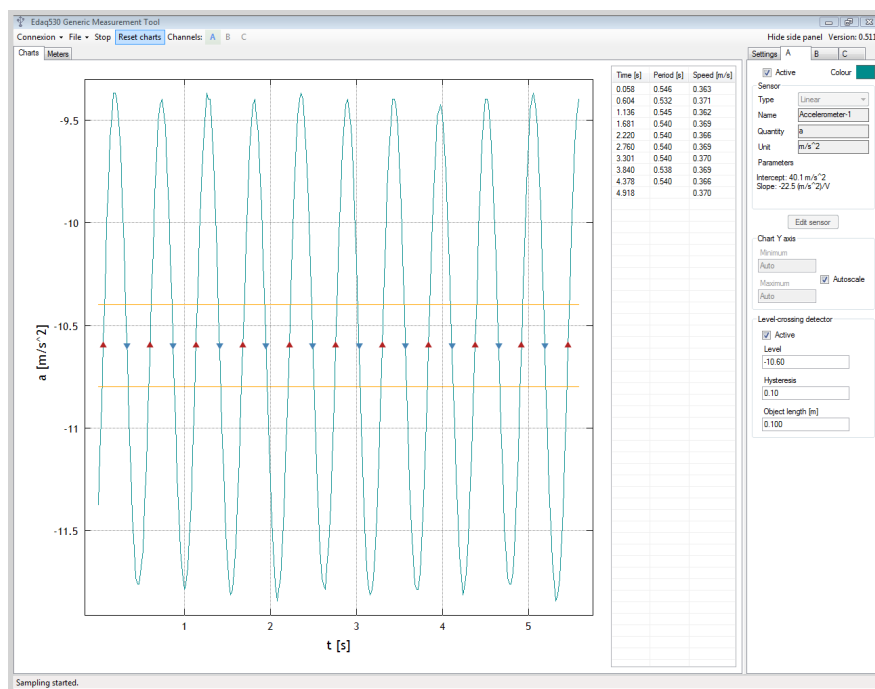 Edaq530 Generic Measurement Tool
Connexion File Stop Reset charts Channels: A B C Hide side panel Version: 0.511
Charts Meters
Settings A B C
-9.5
-10
-10.5
-11
-11.5
a [m/s^2]
1 2 3 4 5
t [s]
Time [s] Period [s] Speed [m/s]
0.058 0.546 0.363
0.604 0.532 0.371
1.136 0.545 0.362
1.681 0.540 0.369
2.220 0.540 0.366
2.760 0.540 0.369
3.301 0.540 0.370
3.840 0.538 0.369
4.378 0.540 0.366
4.918 0.370
Active Colour
Sensor
Type Linear
Name Accelerometer-1
Quantity a
Unit m/s^2
Parameters
Intercept: 40.1 m/s^2
Slope: -22.5 (m/s^2)/V
Edit sensor
Chart Y axis
Minimum
Auto
Autoscale
Maximum
Auto
Level-crossing detector
Active
Level
-10.60
Hysteresis
0.10
Object length [m]
0.100
Sampling started.